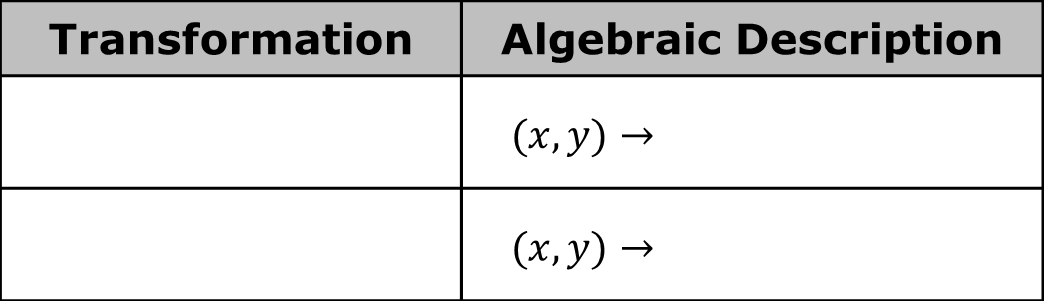 Transformation Algebraic Description
(x, y) →
(x, y) →